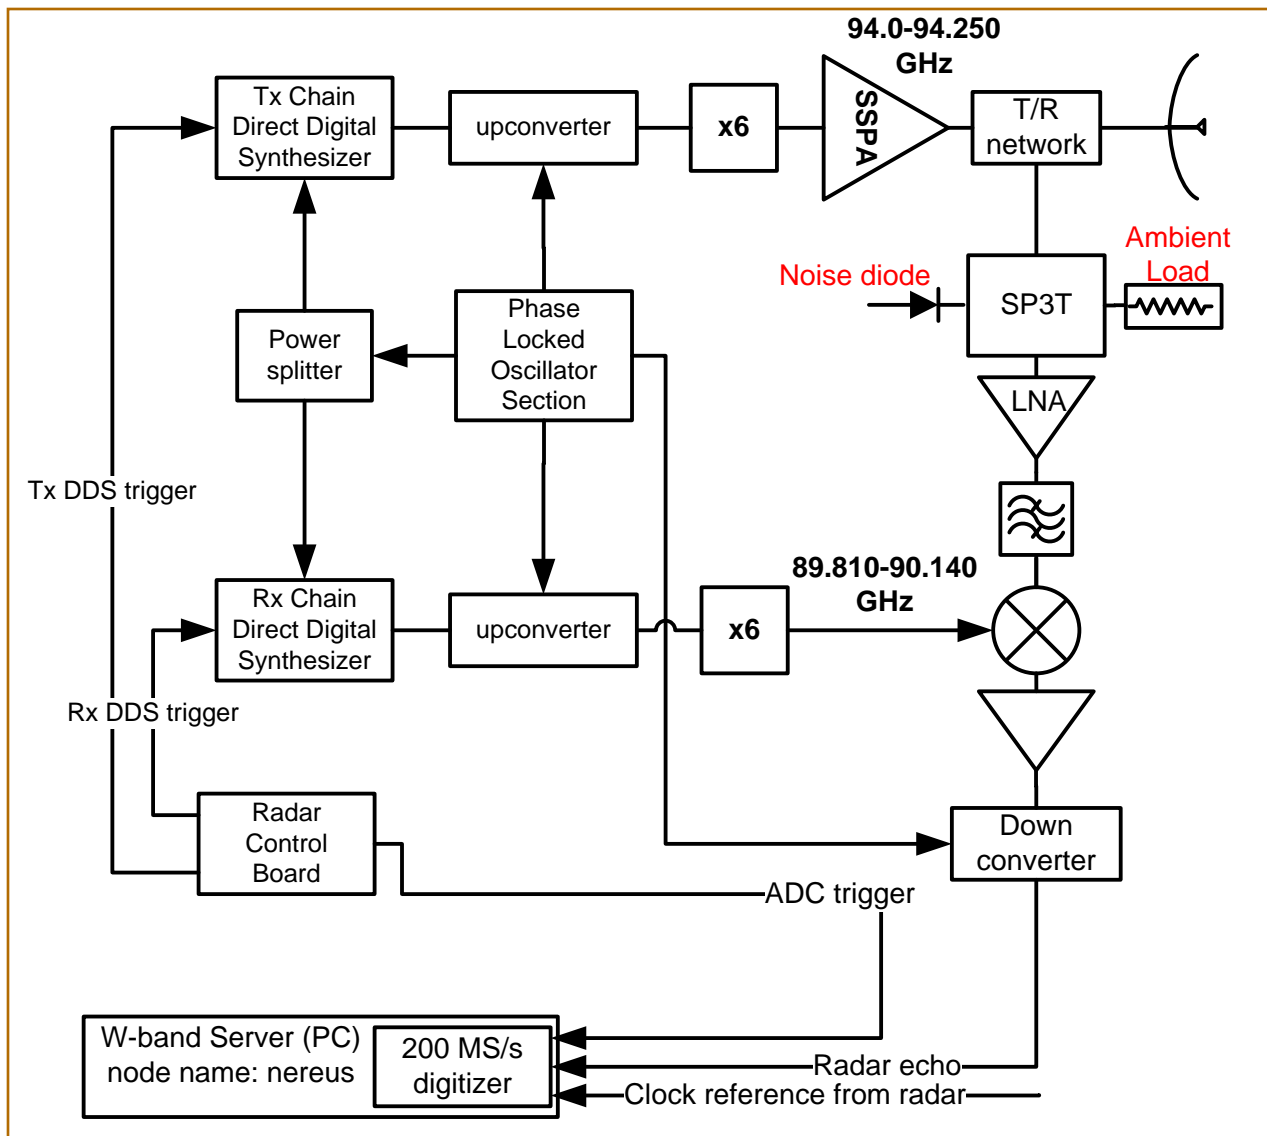 94.0-94.250
GHz
Tx Chain
Direct Digital
Synthesizer
upconverter
x6
SSPA
T/R
network
Noise diode
SP3T
Ambient
Load
Power
splitter
Phase
Locked
Oscillator
Section
LNA
Tx DDS trigger
89.810-90.140
GHz
Rx Chain
Direct Digital
Synthesizer
upconverter
x6
Rx DDS trigger
Radar
Control
Board
Down
converter
ADC trigger
W-band Server (PC)
node name: nereus
200 MS/s
digitizer
Radar echo
Clock reference from radar